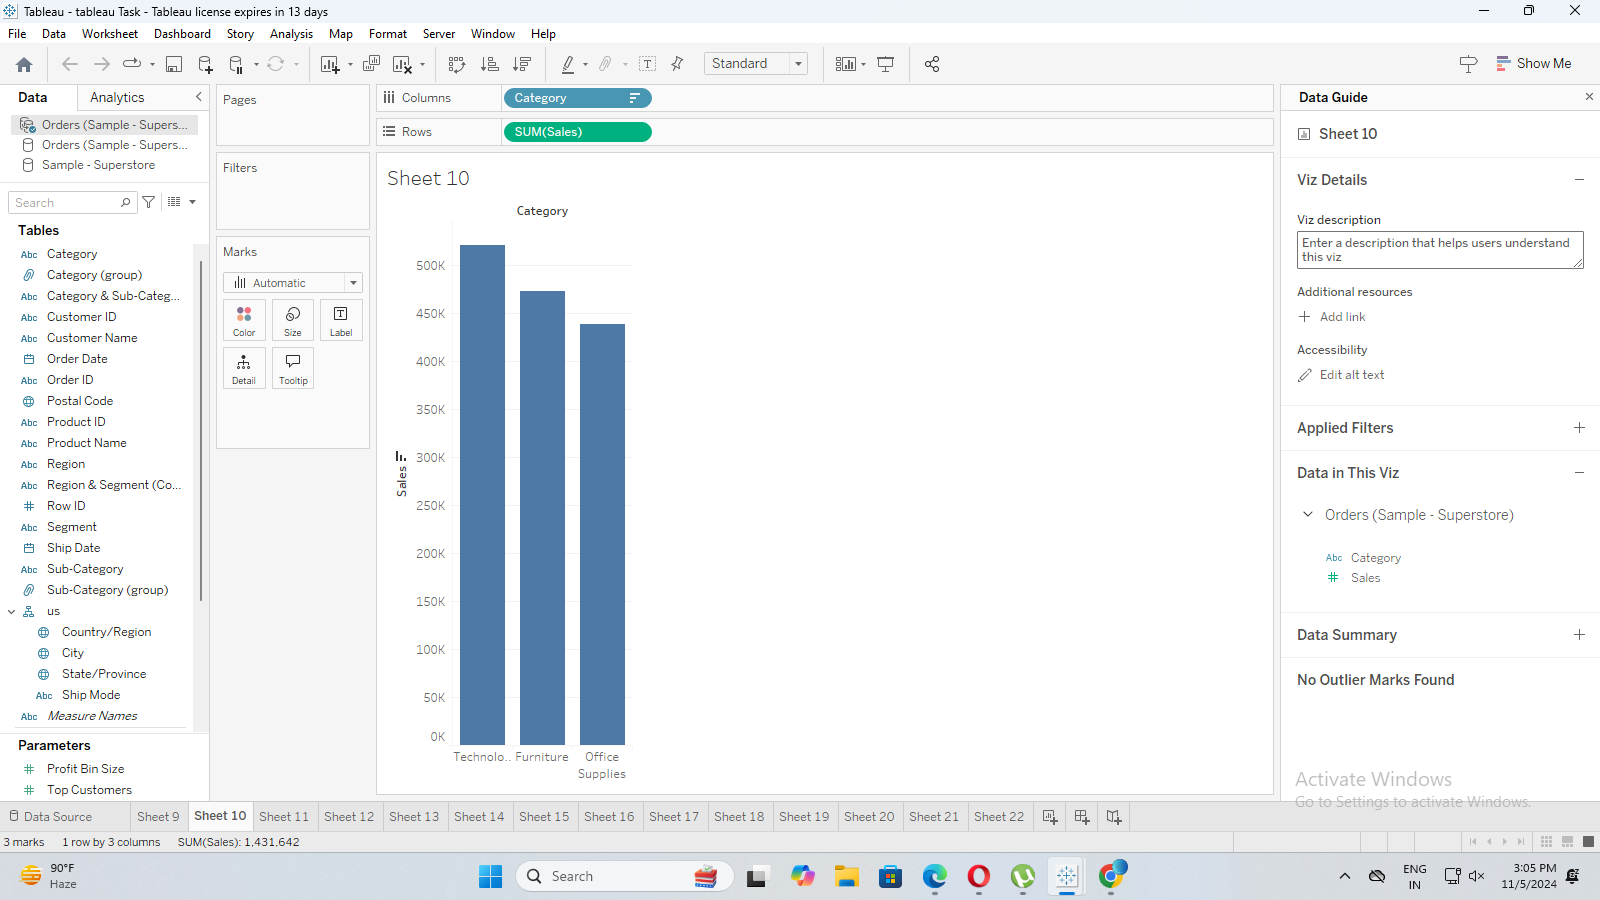 Tableau - tableau Task - Tableau license expires in 13 days
File Data Worksheet Dashboard Story Analysis Map Format Server Window Help
Standard
Show Me
Data Analytics
Orders (Sample - Supers...
Orders (Sample - Supers...
Sample - Superstore
Search
Tables
Abc Category
Category (group)
Abc Category & Sub-Categ...
Abc Customer ID
Abc Customer Name
Order Date
Abc Order ID
Postal Code
Abc Product ID
Abc Product Name
Abc Region
Abc Region & Segment (Co...
Row ID
Abc Segment
Ship Date
Abc Sub-Category
Sub-Category (group)
us
Country/Region
City
State/Province
Abc Ship Mode
Abc Measure Names
Parameters
Profit Bin Size
Top Customers
Pages
Filters
Marks
Automatic
Color Size Label
Detail Tooltip
Columns Category
Rows SUM(Sales)
Sheet 10
Category
500K
450K
400K
350K
300K
250K
200K
150K
100K
50K
0K
Sales
Technolo.. Furniture Office Supplies
Data Guide
Sheet 10
Viz Details
Viz description
Enter a description that helps users understand
this viz
Additional resources
Add link
Accessibility
Edit alt text
Applied Filters
Data in This Viz
Orders (Sample - Superstore)
Abc Category
Sales
Data Summary
No Outlier Marks Found
Activate Windows
Go to Settings to activate Windows.
Data Source Sheet 9 Sheet 10 Sheet 11 Sheet 12 Sheet 13 Sheet 14 Sheet 15 Sheet 16 Sheet 17 Sheet 18 Sheet 19 Sheet 20 Sheet 21 Sheet 22
3 marks 1 row by 3 columns SUM(Sales): 1,431,642
90°F
Haze
Search
ENG
IN
3:05 PM
11/5/2024